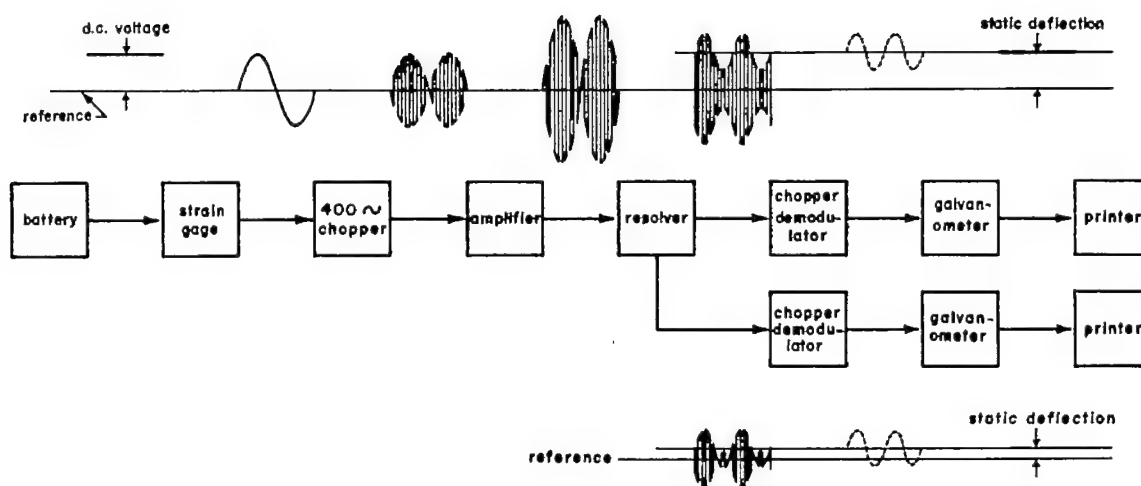 d.c. voltage
static deflection
reference
battery
strain
gage
400 ~
chopper
amplifier
resolver
chopper
demodu-
lator
galvan-
ometer
printer
chopper
demodu-
lator
galvan-
ometer
printer
static deflection
reference